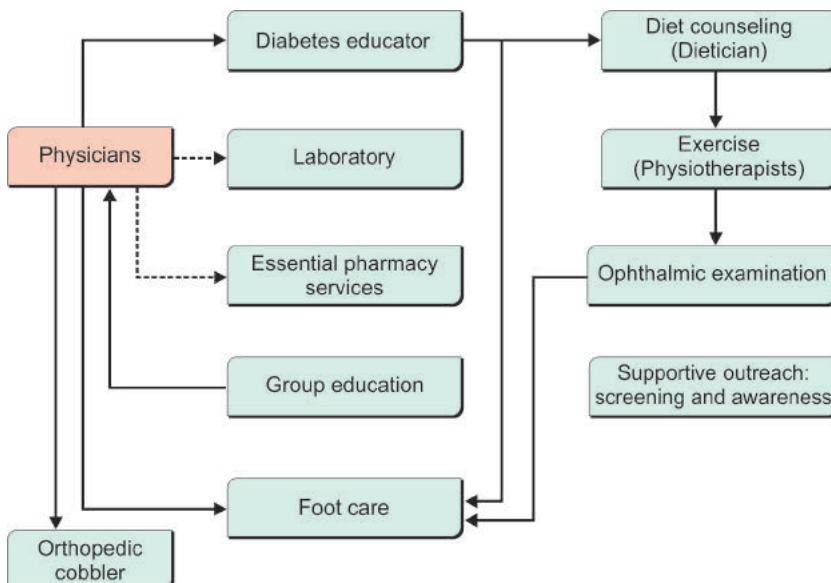 Diabetes educator
Diet counseling
(Dietician)
Physicians
Laboratory
Exercise
(Physiotherapists)
Essential pharmacy
services
Ophthalmic examination
Group education
Supportive outreach:
screening and awareness
Foot care
Orthopedic
cobbler